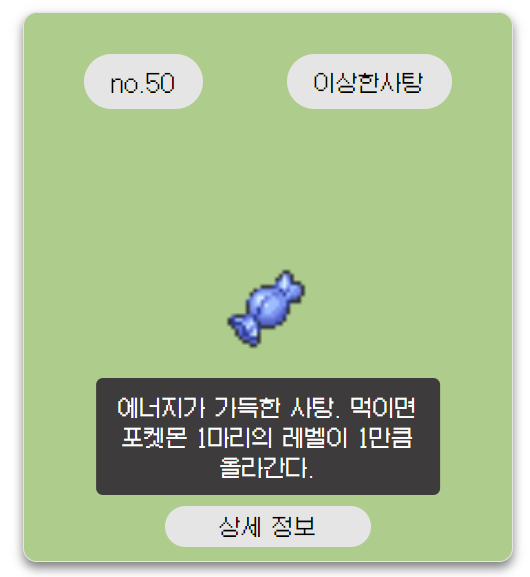 no.50
이상한사탕
에너지가 가득한 사탕. 먹이면
포켓몬 1마리의 레벨이 1만큼
올라간다.
상세 정보